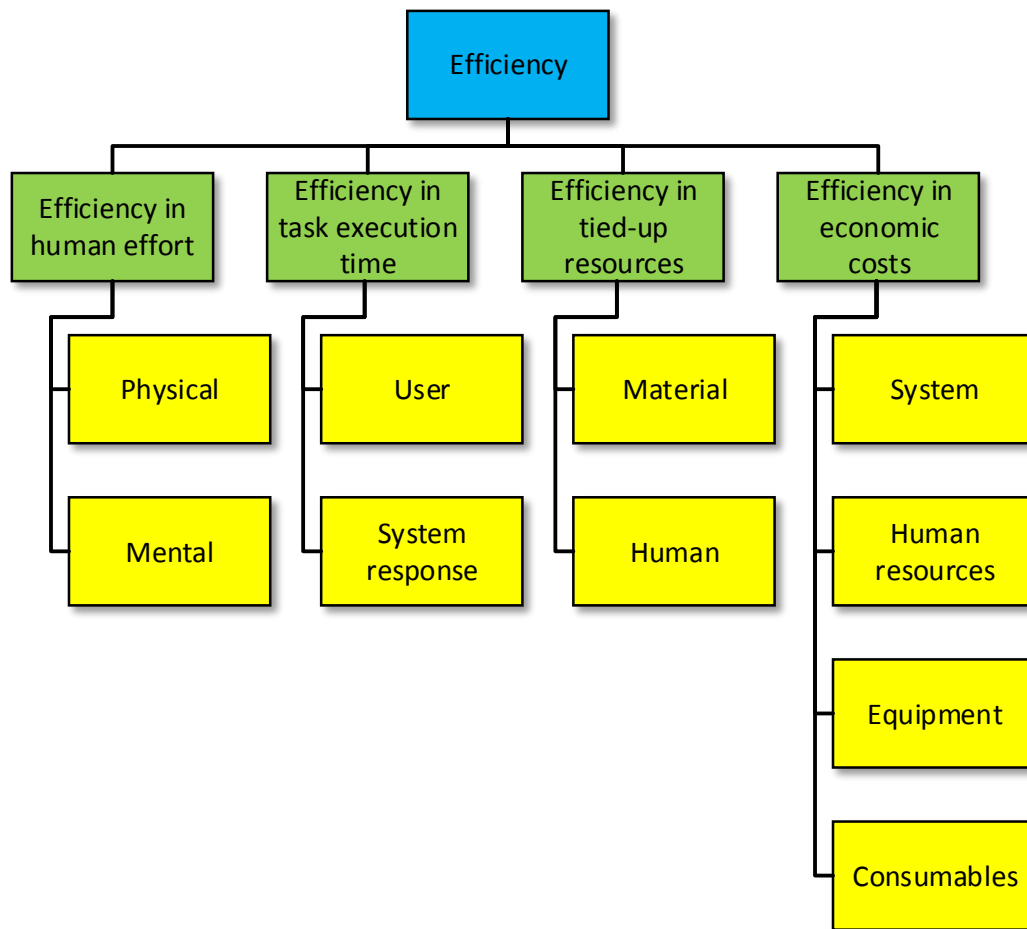 Efficiency
Efficiency in
human effort
Efficiency in
task execution
time
Efficiency in
tied-up
resources
Efficiency in
economic
costs
Physical
User
Material
System
Mental
System
response
Human
Human
resources
Equipment
Consumables